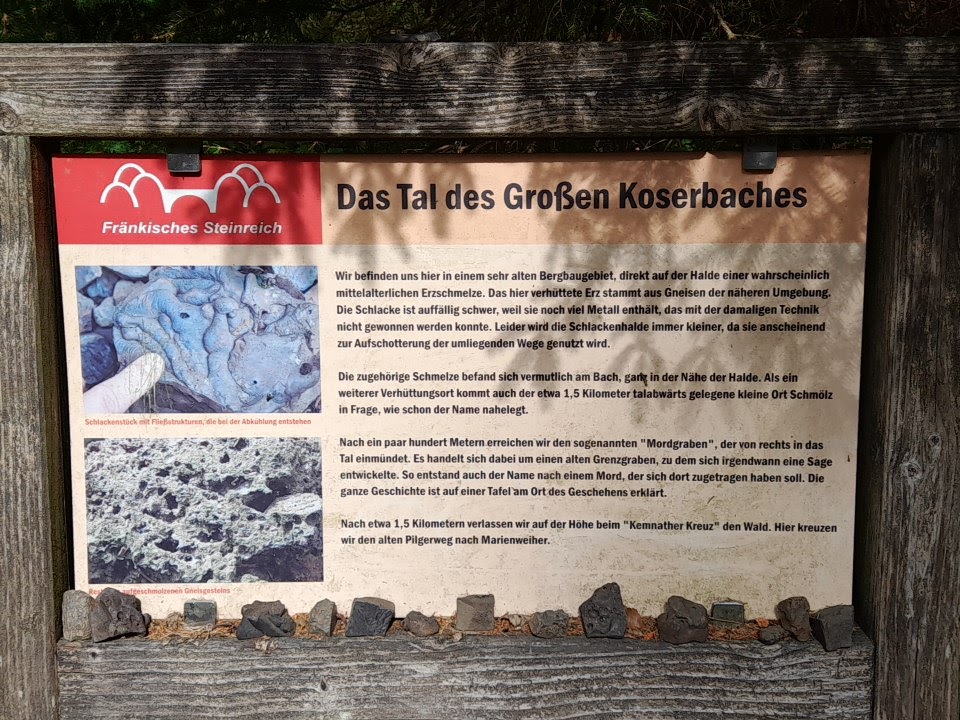 Fränkisches Steinreich
Das Tal des Großen Koserbaches
Wir befinden uns hier in einem sehr alten Bergbaugebiet, direkt auf der Halde einer wahrscheinlich
mittelalterlichen Erzschmelze. Das hier verhüttete Erz stammt aus Gneisen der näheren Umgebung.
Die Schlacke ist auffällig schwer, weil sie noch viel Metall enthält, das mit der damaligen Technik
nicht gewonnen werden konnte. Leider wird die Schlackenhalde immer kleiner, da sie anscheinend
zur Aufschotterung der umliegenden Wege genutzt wird.
Die zugehörige Schmelze befand sich vermutlich am Bach, ganz in der Nähe der Halde. Als ein
weiterer Verhüttungsort kommt auch der etwa 1,5 Kilometer talabwärts gelegene kleine Ort Schmölz
in Frage, wie schon der Name nahelegt.
Nach ein paar hundert Metern erreichen wir den sogenannten "Mordgraben", der von rechts in das
Tal einmündet. Es handelt sich dabei um einen alten Grenzgraben, zu dem sich irgendwann eine Sage
entwickelte. So entstand auch der Name nach einem Mord, der sich dort zugetragen haben soll. Die
ganze Geschichte ist auf einer Tafel am Ort des Geschehens erklärt.
Nach etwa 1,5 Kilometern verlassen wir auf der Höhe beim "Kemnather Kreuz" den Wald. Hier kreuzen
wir den alten Pilgerweg nach Marienweiher.
Schlackenstück mit Fließstrukturen, die bei der Abkühlung entstehen
aufgeschmolzenen Gneisgesteins